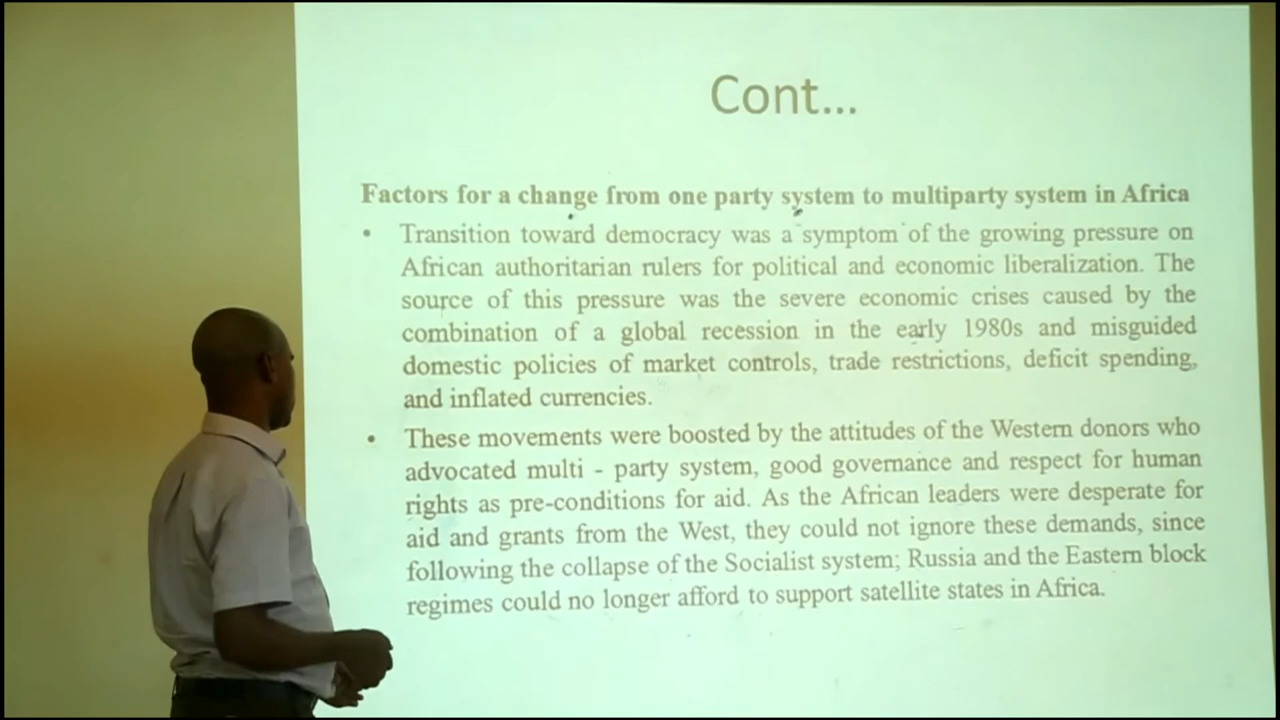 Cont...
Factors for a change from one party system to multiparty system in Africa
• Transition toward democracy was a symptom of the growing pressure on
African authoritarian rulers for political and economic liberalization. The
source of this pressure was the severe economic crises caused by the
combination of a global recession in the early 1980s and misguided
domestic policies of market controls, trade restrictions, deficit spending,
and inflated currencies.
• These movements were boosted by the attitudes of the Western donors who
advocated multi - party system, good governance and respect for human
rights as pre-conditions for aid. As the African leaders were desperate for
aid and grants from the West, they could not ignore these demands, since
following the collapse of the Socialist system; Russia and the Eastern block
regimes could no longer afford to support satellite states in Africa.